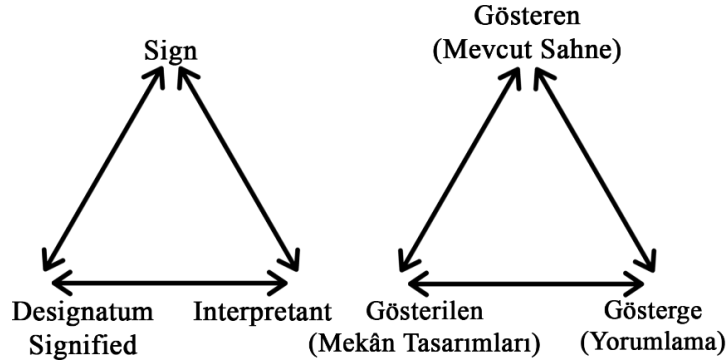 Sign
Designatum
Signified
Interpretant
Gösteren
(Mevcut Sahne)
Gösterilen
(Mekân Tasarımları)
Gösterge
(Yorumlama)